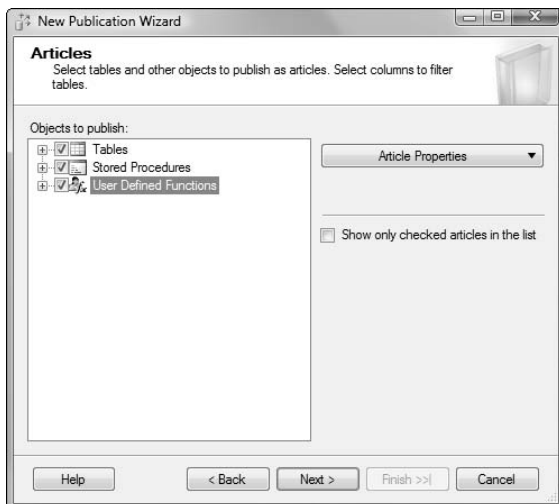 New Publication Wizard
Articles
Select tables and other objects to publish as articles. Select columns to filter
tables.
Objects to publish:
Tables
Stored Procedures
User Defined Functions
Article Properties
Show only checked articles in the list
Help
< Back
Next >
Finish >>|
Cancel